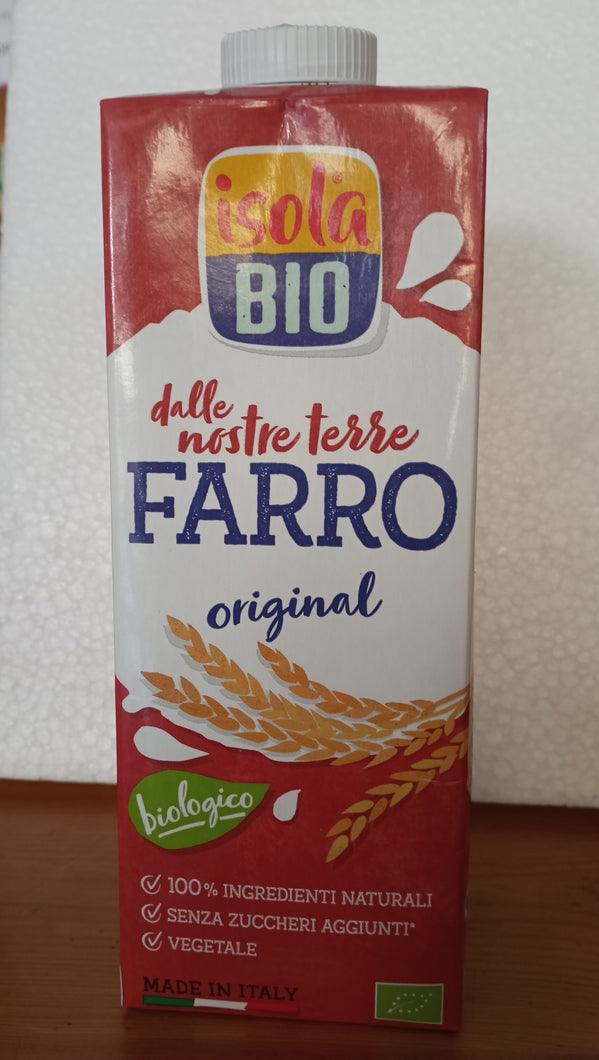 isola
BIO
dalle
nostre terre
FARRO
original
biologico
100% INGREDIENTI NATURALI
SENZA ZUCCHERI AGGIUNTI*
VEGETALE
MADE IN ITALY